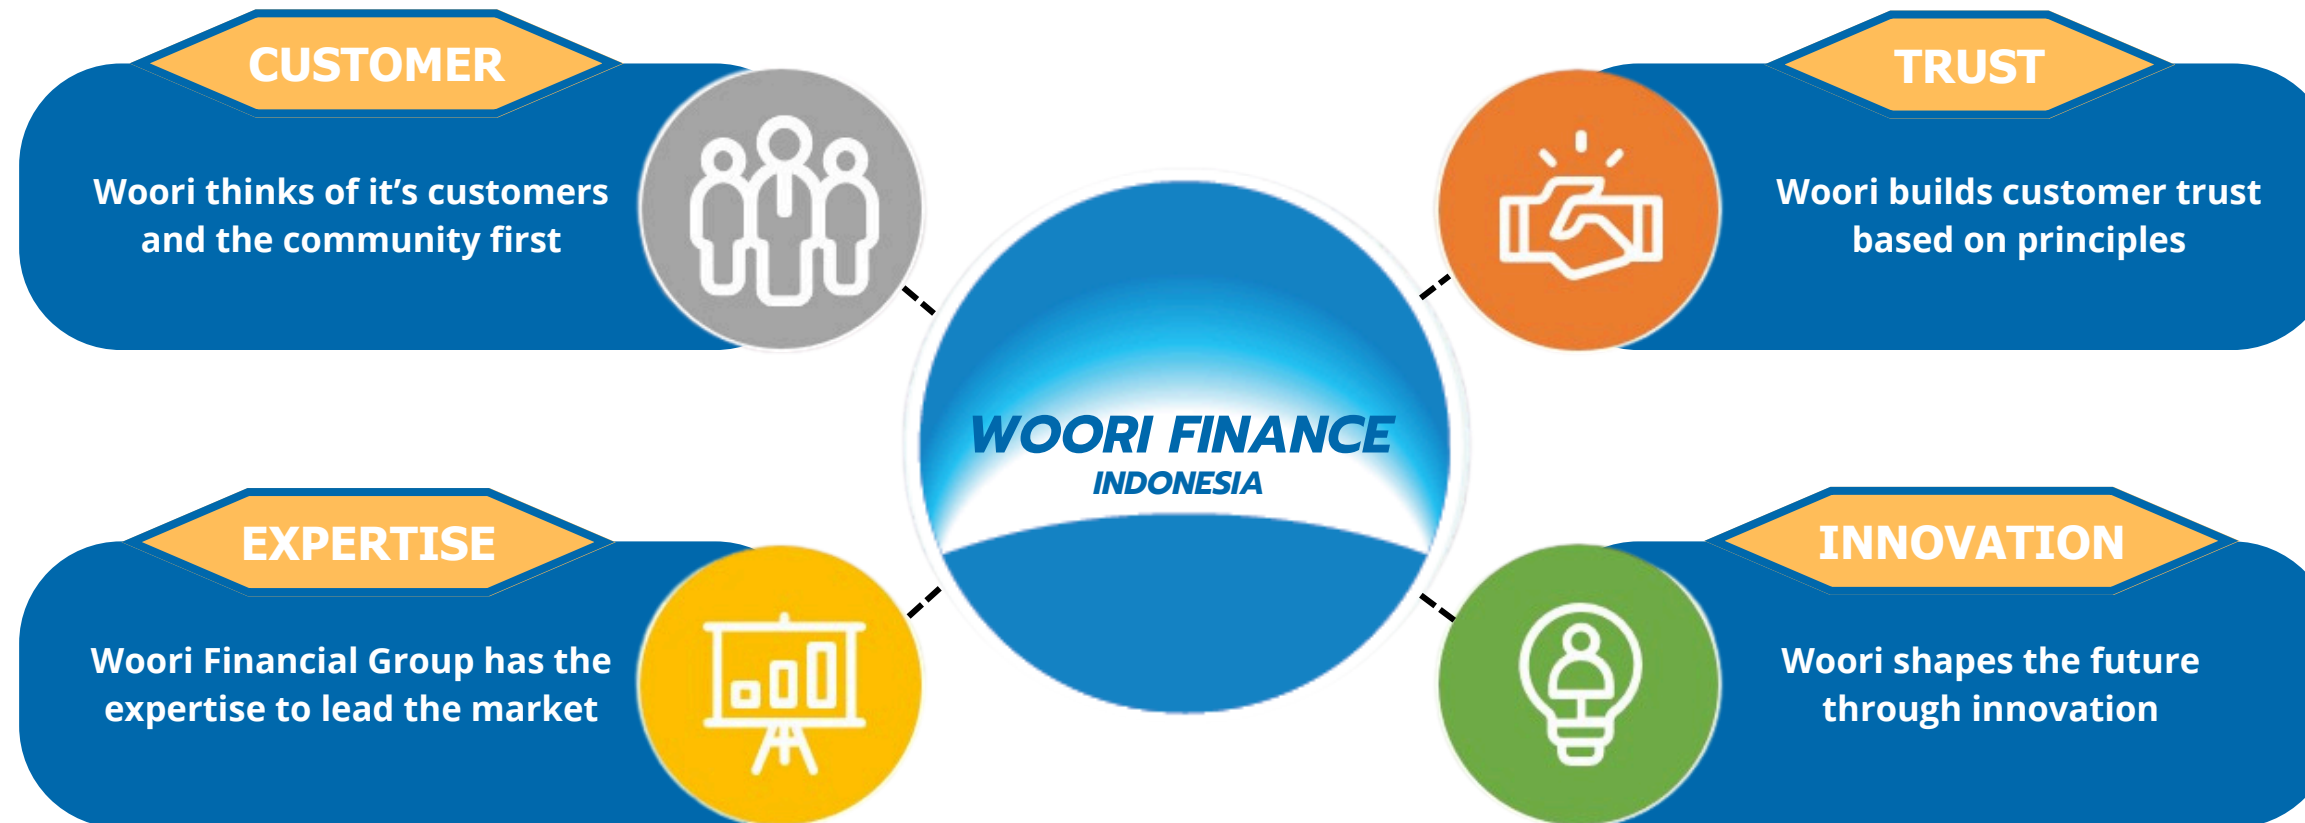 CUSTOMER
Woori thinks of it’s customers
and the community first
TRUST
Woori builds customer trust
based on principles
WOORI FINANCE
INDONESIA
EXPERTISE
Woori Financial Group has the
expertise to lead the market
INNOVATION
Woori shapes the future
through innovation